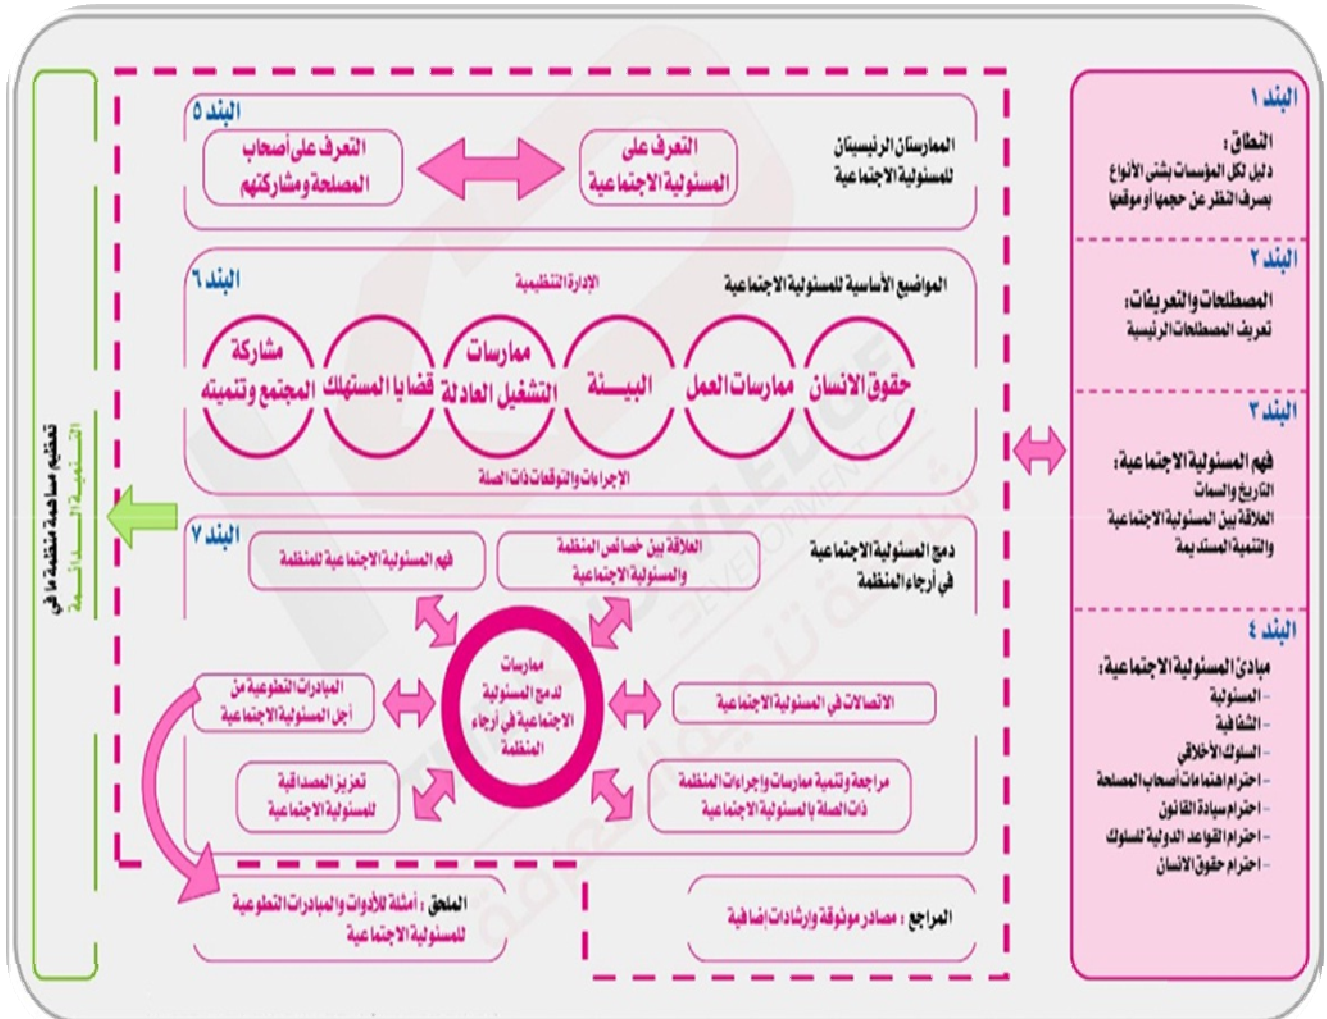 البند ١
النطاق :
دليل لكل المؤسسات بشتى الأنواع
بصرف النظر عن حجمها أو موقعها
البند ٢
المصطلحات والتعريفات:
تعريف المصطلحات الرئيسية
البند ٣
فهم المسئولية الاجتماعية:
التاريخ والسمات
العلاقة بين المسئولية الاجتماعية
والتنمية المستديمة
البند ٤
مبادئ المسئولية الاجتماعية:
- المسئولية
- الشفافية
- السلوك الأخلاقي
- احترام اهتمامات أصحاب المصلحة
- احترام سيادة القانون
- احترام القواعد الدولية للسلوك
- احترام حقوق الانسان
البند ٥
الممارستان الرئيسيتان
للمسئولية الاجتماعية
التعرف على
المسئولية الاجتماعية
التعرف على أصحاب
المصلحة ومشاركتهم
البند ٦
المواضيع الأساسية للمسئولية الاجتماعية
الإدارة التنظيمية
حقوق الانسان
ممارسات العمل
البيئة
ممارسات
التشغيل العادلة
قضايا المستهلك
مشاركة
المجتمع وتنميته
الإجراءات والتوقعات ذات الصلة
البند ٧
دمج المسئولية الاجتماعية
في أرجاء المنظمة
العلاقة بين خصائص المنظمة
والمسئولية الاجتماعية
فهم المسئولية الاجتماعية للمنظمة
ممارسات
لدمج المسئولية
الاجتماعية في أرجاء
المنظمة
الاتصالات في المسئولية الاجتماعية
المبادرات التطوعية من
أجل المسئولية الاجتماعية
مراجعة وتنمية ممارسات وإجراءات المنظمة
ذات الصلة بالمسئولية الاجتماعية
تعزيز المصداقية
للمسئولية الاجتماعية
المراجع : مصادر موثوقة وإرشادات إضافية
الملحق : أمثلة للأدوات والمبادرات التطوعية
للمسئولية الاجتماعية
تعظيم مساهمة منظمة ما في
التنمية الدائمة
KNOWLEDGE
DEVELOPMENT CO.